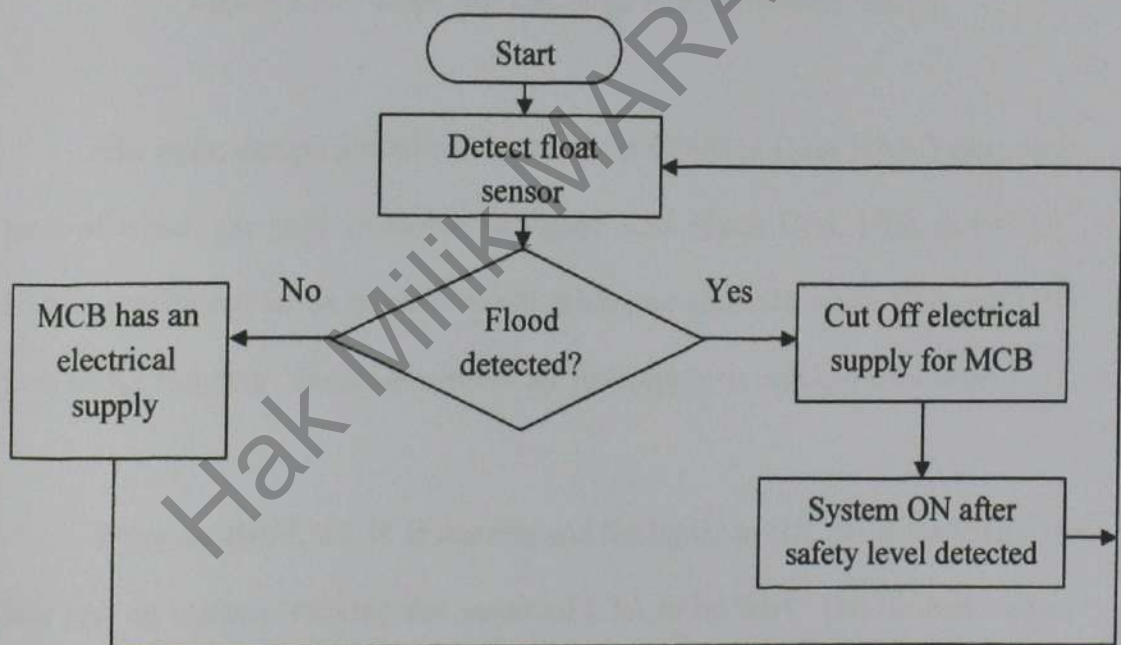 Start
Detect float
sensor
Flood
detected?
No
Yes
MCB has an
electrical
supply
Cut Off electrical
supply for MCB
System ON after
safety level detected
Hak Milik MARA